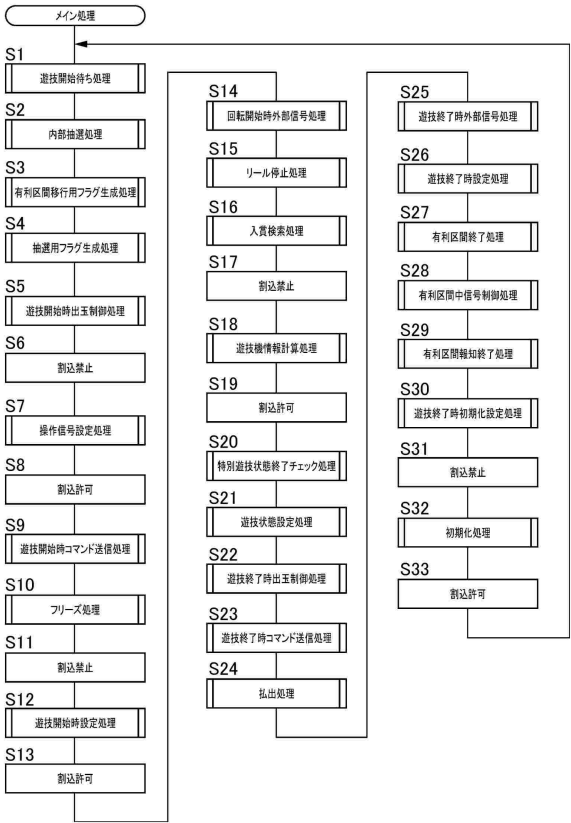 メイン処理
S1
遊技開始待ち処理
S2
内部抽選処理
S3
有利区間移行用フラグ生成処理
S4
抽選用フラグ生成処理
S5
遊技開始時出玉制御処理
S6
割込禁止
S7
操作信号設定処理
S8
割込許可
S9
遊技開始時コマンド送信処理
S10
フリーズ処理
S11
割込禁止
S12
遊技開始時設定処理
S13
割込許可
S14
回転開始時外部信号処理
S15
リール停止処理
S16
入賞検索処理
S17
割込禁止
S18
遊技機情報計算処理
S19
割込許可
S20
特別遊技状態終了チェック処理
S21
遊技状態設定処理
S22
遊技終了時出玉制御処理
S23
遊技終了時コマンド送信処理
S24
払出処理
S25
遊技終了時外部信号処理
S26
遊技終了時設定処理
S27
有利区間終了処理
S28
有利区間中信号制御処理
S29
有利区間報知終了処理
S30
遊技終了時初期化設定処理
S31
割込禁止
S32
初期化処理
S33
割込許可